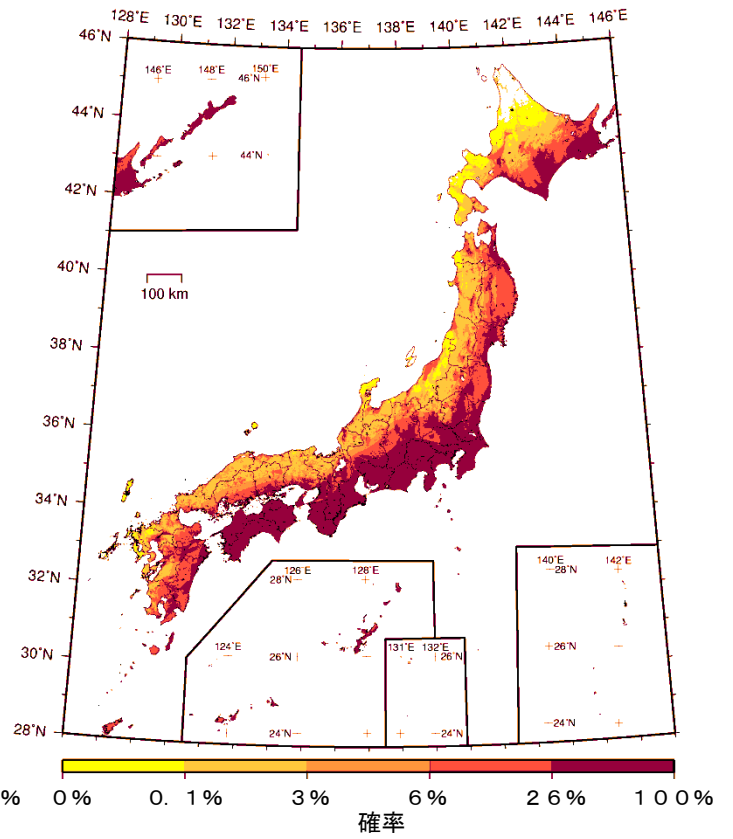 128°E 130°E 132°E 134°E 136°E 138°E 140°E 142°E 144°E 146°E
46°N
146°E 148°E 150°E
46°N
44°N
44°N
42°N
40°N
100 km
38°N
36°N
34°N
32°N
126°E 128°E
28°N
140°E 142°E
28°N
30°N
124°E
26°N
131°E 132°E
26°N
26°N
28°N
24°N
24°N
24°N
% 0% 0.1% 3% 6% 26% 100%
確率